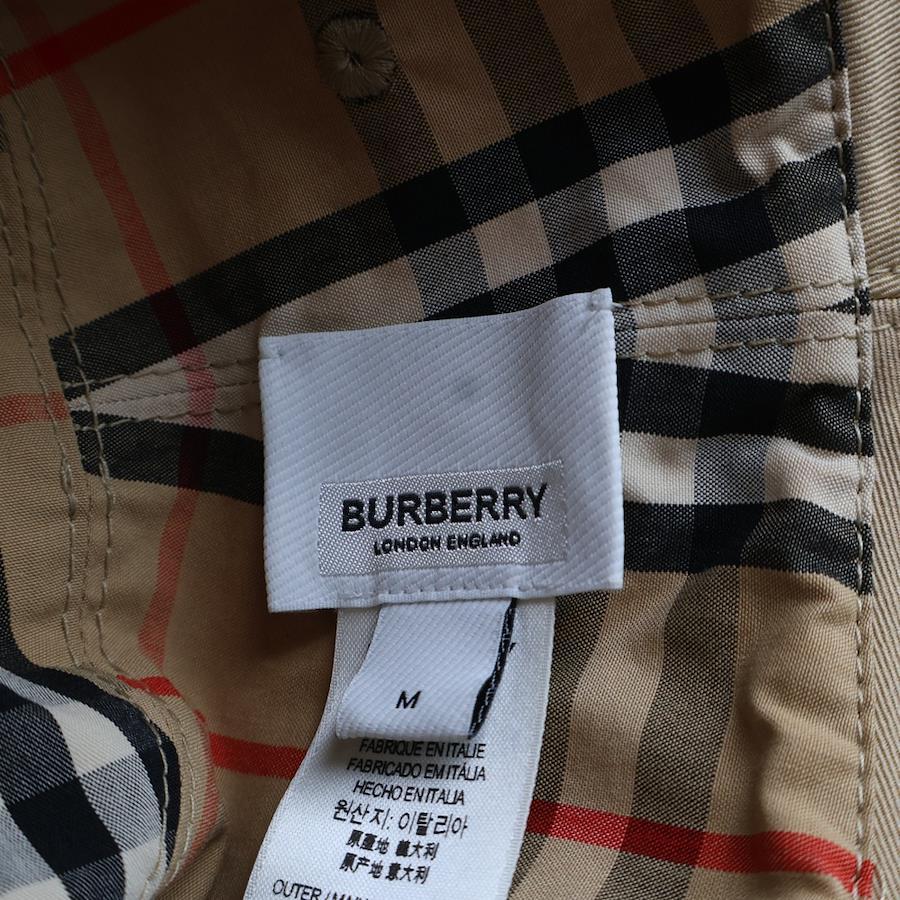 BURBERRY
LONDON ENGLAND
M
FABRIQUE EN ITALIE
FABRICADO EM ITÁLIA
HECHO EN ITALIA
원산지: 이탈리아
原產地: 義大利
原产地: 意大利
OUTER /